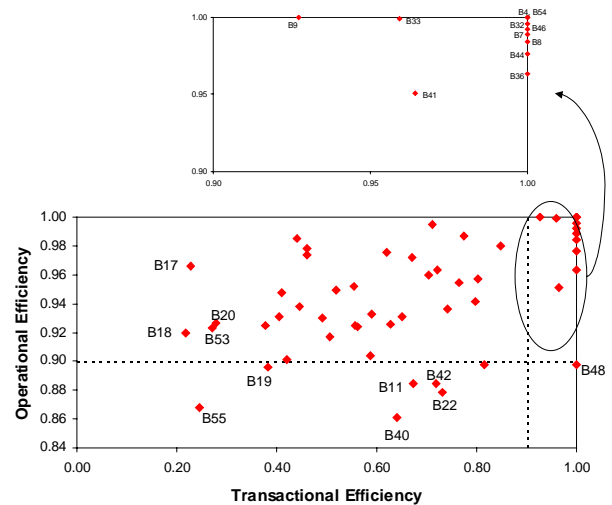 1.00
B4 B54
B9
B33
B32
B46
B7
B8
B44
B36
0.95
B41
0.90
0.90
0.95
1.00
Operational Efficiency
1.00
0.98
0.96
0.94
0.92
0.90
0.88
0.86
0.84
B17
B20
B18
B53
B19
B11
B42
B48
B22
B55
B40
0.00 0.20 0.40 0.60 0.80 1.00
Transactional Efficiency